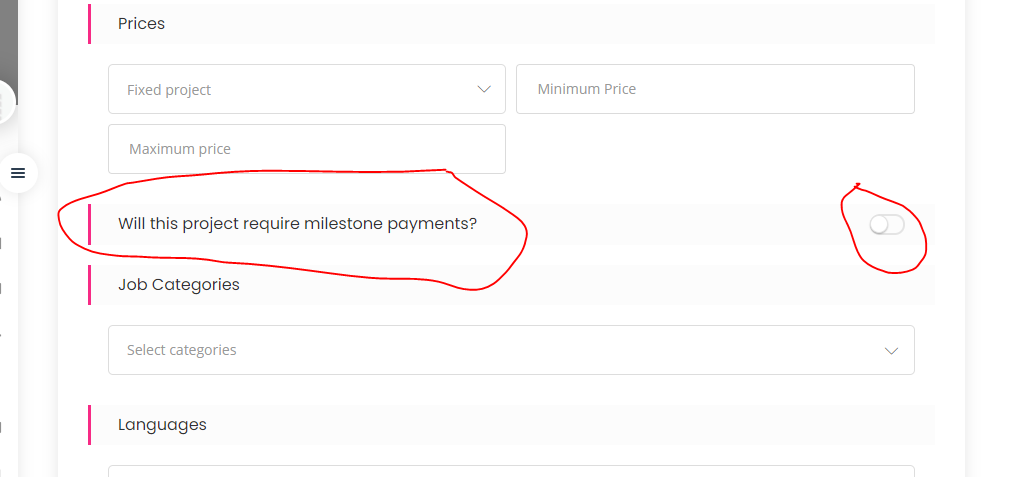 Prices
Fixed project
Minimum Price
Maximum price
Will this project require milestone payments?
Job Categories
Select categories
Languages